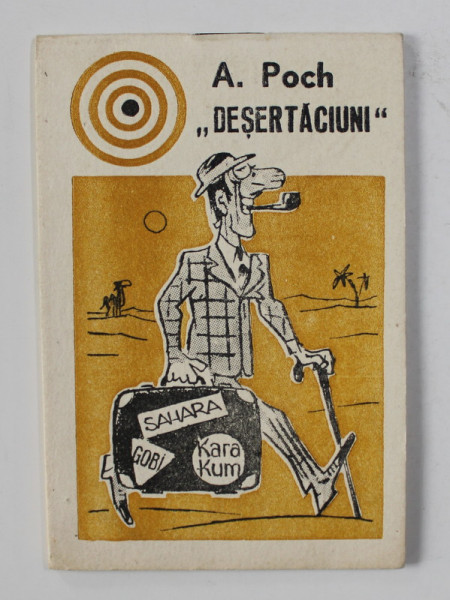 A. Poch
„DEȘERTĂCIUNI“
SAHARA
GOBI
Kara
Kum